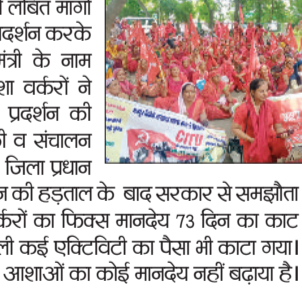 लंबित मांगों
प्रदर्शन करके
मंत्री के नाम
शा वर्करों ने
प्रदर्शन की
व संचालन
जिला प्रधान
न की हड़ताल के बाद सरकार से समझौता
र्करों का फिक्स मानदेय 73 दिन का काट
ली कई एक्टिविटी का पैसा भी काटा गया।
आशाओं का कोई मानदेय नहीं बढ़ाया है।
CITU